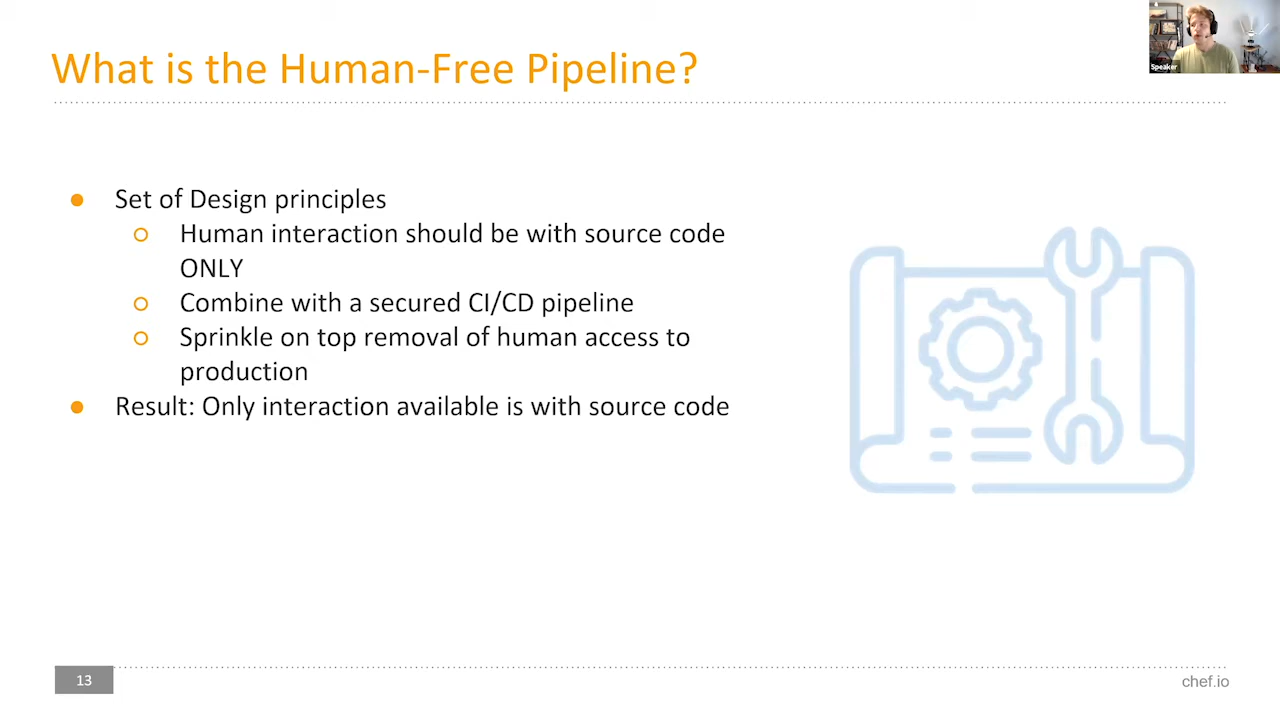 What is the Human-Free Pipeline?
Speaker
● Set of Design principles
○ Human interaction should be with source code
ONLY
○ Combine with a secured CI/CD pipeline
○ Sprinkle on top removal of human access to
production
● Result: Only interaction available is with source code
13
chef.io